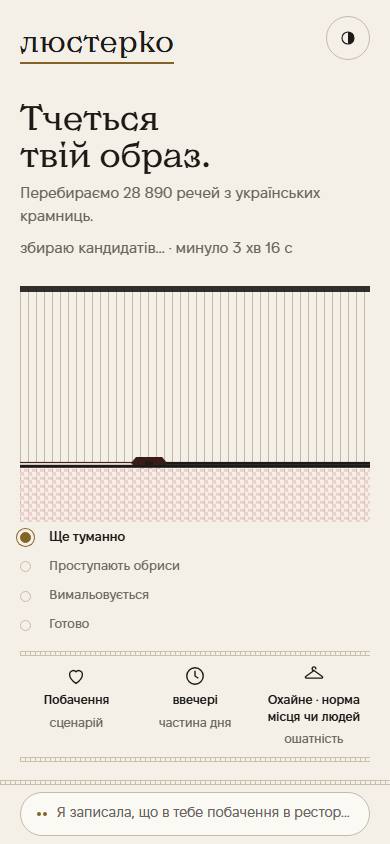 люстерко
Тчеться
твій образ.
Перебираємо 28 890 речей з українських
крамниць.
збираю кандидатів... · минуло 3 хв 16 с
Ще туманно
Проступають обриси
Вимальовується
Готово
Побачення
сценарій
ввечері
частина дня
Охайне · норма
місця чи людей
ошатність
Я записала, що в тебе побачення в рестор...